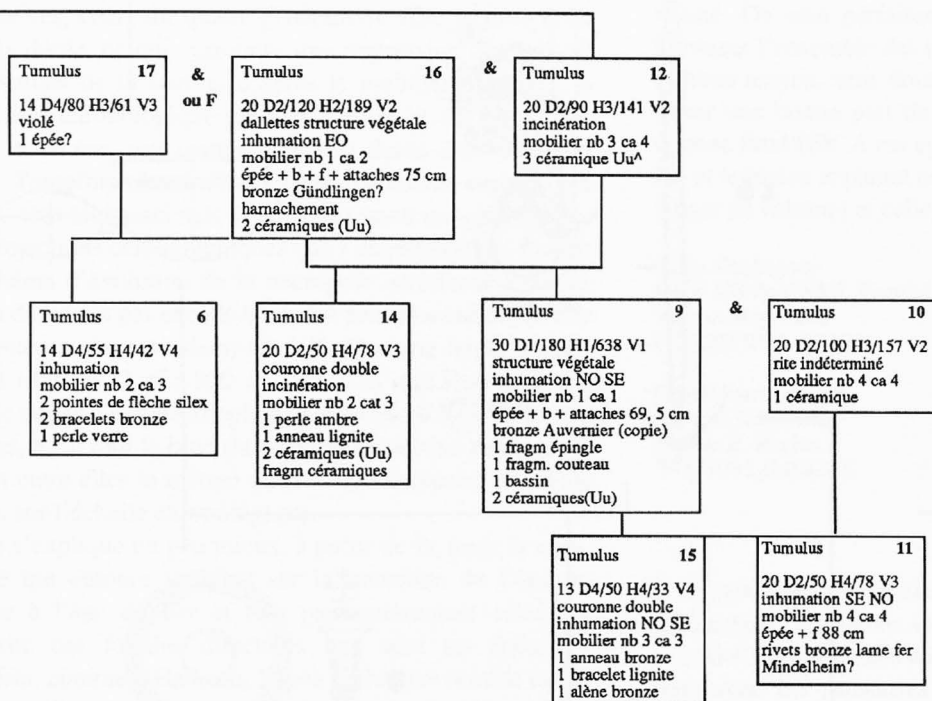 Tumulus 17
14 D4/80 H3/61 V3
violé
1 épée?
&
ou F
Tumulus 16
20 D2/120 H2/189 V2
dallettes structure végétale
inhumation EO
mobilier nb 1 ca 2
épée + b + f + attaches 75 cm
bronze Gündlingen?
harnachement
2 céramiques (Uu)
&
Tumulus 12
20 D2/90 H3/141 V2
incinération
mobilier nb 3 ca 4
3 céramique Uu^
Tumulus 6
14 D4/55 H4/42 V4
inhumation
mobilier nb 2 ca 3
2 pointes de flèche silex
2 bracelets bronze
1 perle verre
Tumulus 14
20 D2/50 H4/78 V3
couronne double
incinération
mobilier nb 2 cat 3
1 perle ambre
1 anneau lignite
2 céramiques (Uu)
fragm céramiques
Tumulus 9
30 D1/180 H1/638 V1
structure végétale
inhumation NO SE
mobilier nb 1 ca 1
épée + b + attaches 69, 5 cm
bronze Auvernier (copie)
1 fragm épingle
1 fragm. couteau
1 bassin
2 céramiques(Uu)
&
Tumulus 10
20 D2/100 H3/157 V2
rite indéterminé
mobilier nb 4 ca 4
1 céramique
Tumulus 15
13 D4/50 H4/33 V4
couronne double
inhumation NO SE
mobilier nb 3 ca 3
1 anneau bronze
1 bracelet lignite
1 alène bronze
Tumulus 11
20 D2/50 H4/78 V3
inhumation SE NO
mobilier nb 4 ca 4
épée + f 88 cm
rivets bronze lame fer
Mindelheim?